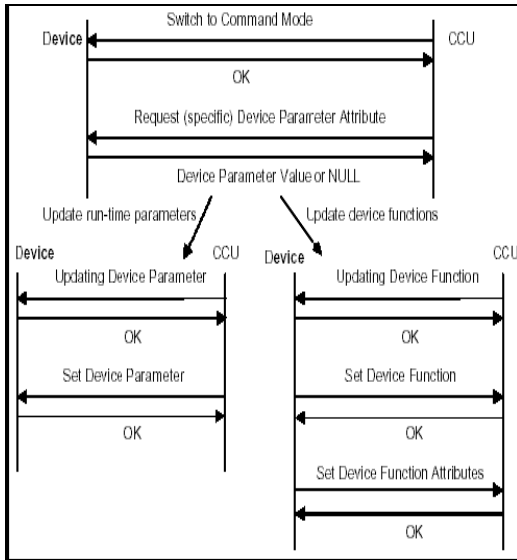 Switch to Command Mode
Device CCU
OK
Request (specific) Device Parameter Attribute
Device Parameter Value or NULL
Update run-time parameters
Update device functions
Device CCU
Updating Device Parameter
OK
Set Device Parameter
OK
Device CCU
Updating Device Function
OK
Set Device Function
OK
Set Device Function Attributes
OK